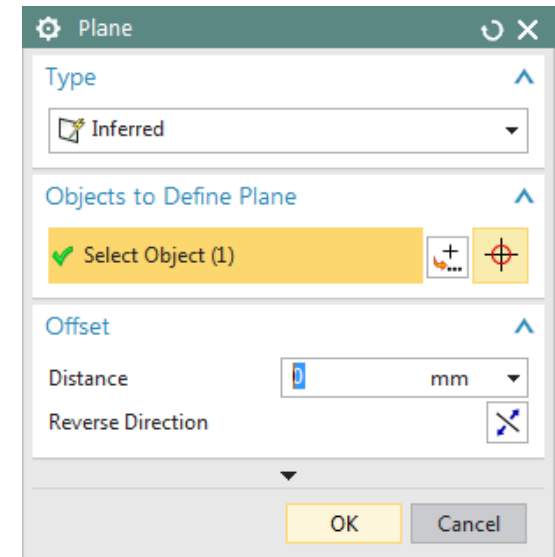 Plane
Type
Inferred
Objects to Define Plane
Select Object (1)
Offset
Distance 0 mm
Reverse Direction
OK Cancel